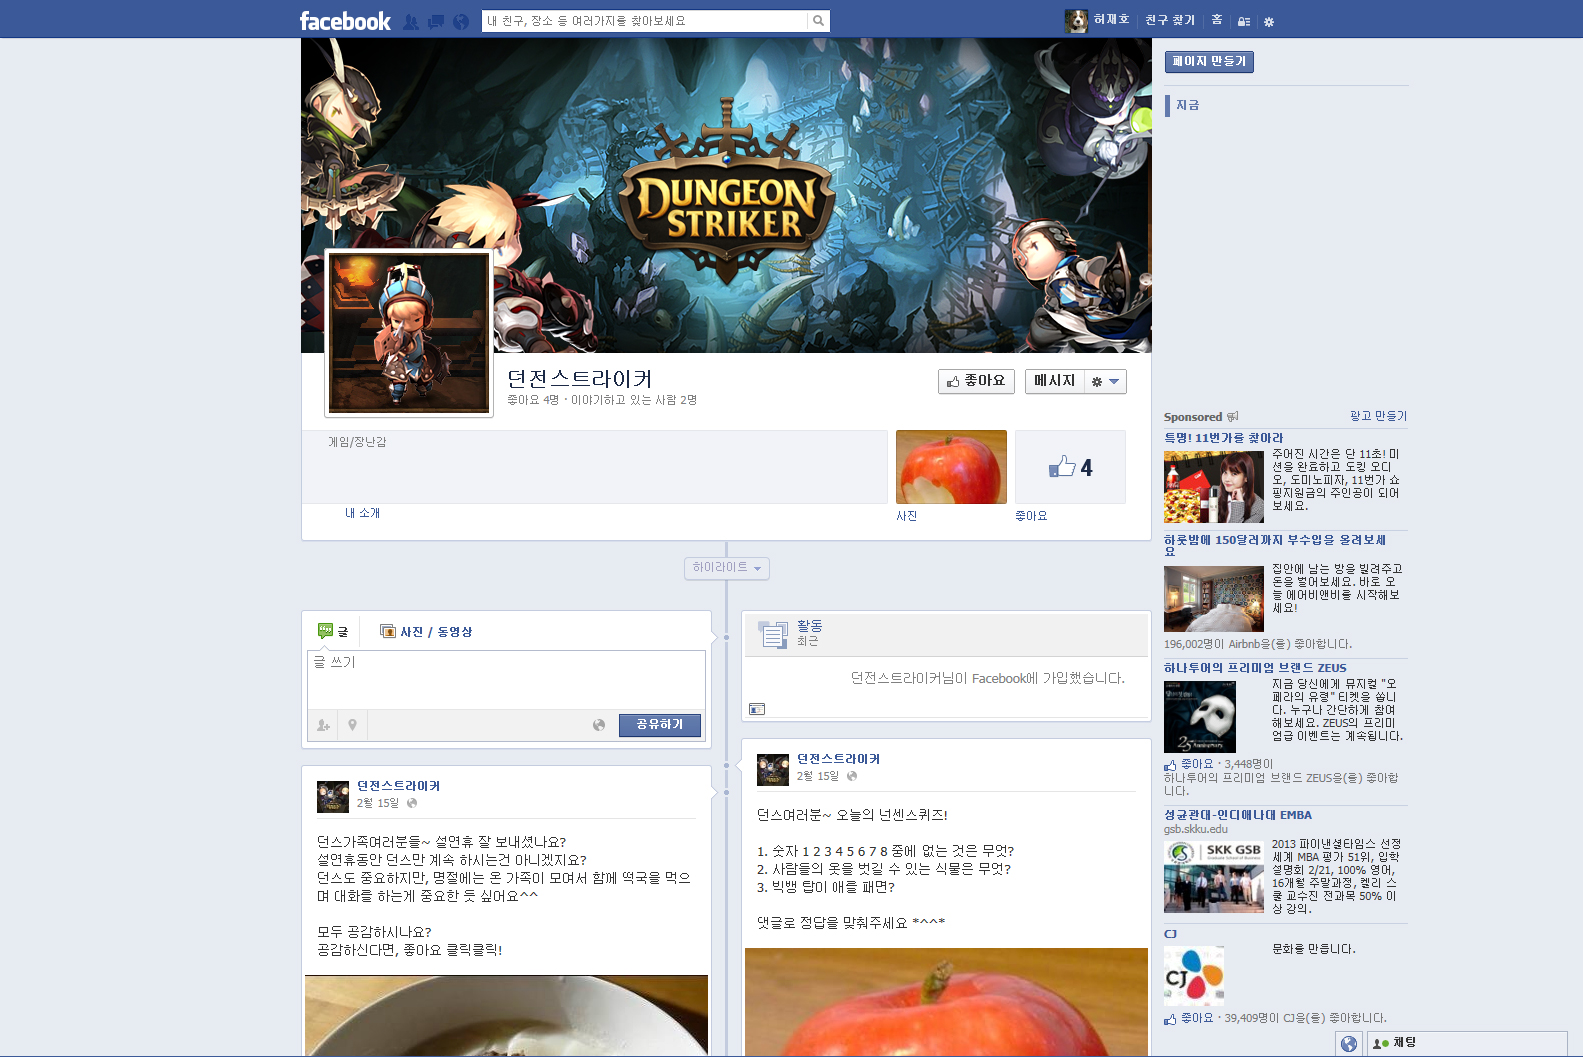 facebook
내 친구, 장소 등 여러가지를 찾아보세요
허재호
친구 찾기
홈
페이지 만들기
지금
DUNGEON
STRIKER
던전스트라이커
좋아요 4명 · 이야기하고 있는 사람 2명
좋아요
메시지
게임/장난감
4
내 소개
사진
좋아요
하이라이트
글
사진 / 동영상
글 쓰기
공유하기
활동
최근
던전스트라이커님이 Facebook에 가입했습니다.
던전스트라이커
2월 15일
던스가족여러분들~ 설연휴 잘 보내셨나요?
설연휴동안 던스만 계속 하시는건 아니겠지요?
던스도 중요하지만, 명절에는 온 가족이 모여서 함께 떡국을 먹으
며 대화를 하는게 중요한 듯 싶어요^^
모두 공감하시나요?
공감하신다면, 좋아요 클릭클릭!
던전스트라이커
2월 15일
던스여러분~ 오늘의 넌센스퀴즈!
1. 숫자 1 2 3 4 5 6 7 8 중에 없는 것은 무엇?
2. 사람들의 옷을 벗길 수 있는 식물은 무엇?
3. 빅뱅 탑이 애를 패면?
댓글로 정답을 맞춰주세요 *^^*
Sponsored
광고 만들기
특명! 11번가를 찾아라
주어진 시간은 단 11초! 미
션을 완료하고 도킹 오디
오, 도미노피자, 11번가 쇼
핑지원금의 주인공이 되어
보세요.
하룻밤에 150달러까지 부수입을 올려보세
요
집안에 남는 방을 빌려주고
돈을 벌어보세요. 바로 오
늘 에어비앤비를 시작해보
세요!
196,002명이 Airbnb을(를) 좋아합니다.
하나투어의 프리미엄 브랜드 ZEUS
지금 당신에게 뮤지컬 "오
페라의 유령" 티켓을 쏩니
다. 누구나 간단하게 참여
해보세요. ZEUS의 프리미
엄급 이벤트는 계속됩니다.
25 Anniversary
좋아요 · 3,448명이
하나투어의 프리미엄 브랜드 ZEUS을(를) 좋아합
니다.
성균관대-인디애나대 EMBA
gsb.skku.edu
SKK GSB
2013 파이낸셜타임스 선정
세계 MBA 평가 51위, 입학
설명회 2/21, 100% 영어,
16개월 주말과정, 켈리 스
쿨 교수진 전과목 50% 이
상 강의.
CJ
CJ
문화를 만듭니다.
좋아요 · 39,409명이 CJ을(를) 좋아합니다.
채팅